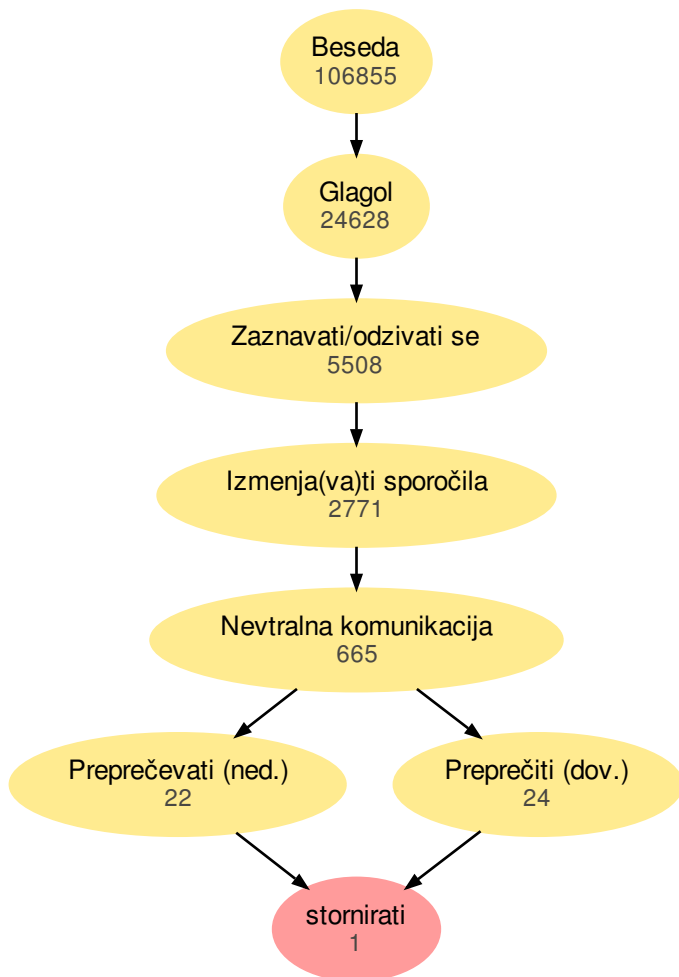 Beseda
106855
Glagol
24628
Zaznavati/odzivati se
5508
Izmenja(va)ti sporočila
2771
Nevtralna komunikacija
665
Preprečevati (ned.)
22
Preprečiti (dov.)
24
stornirati
1